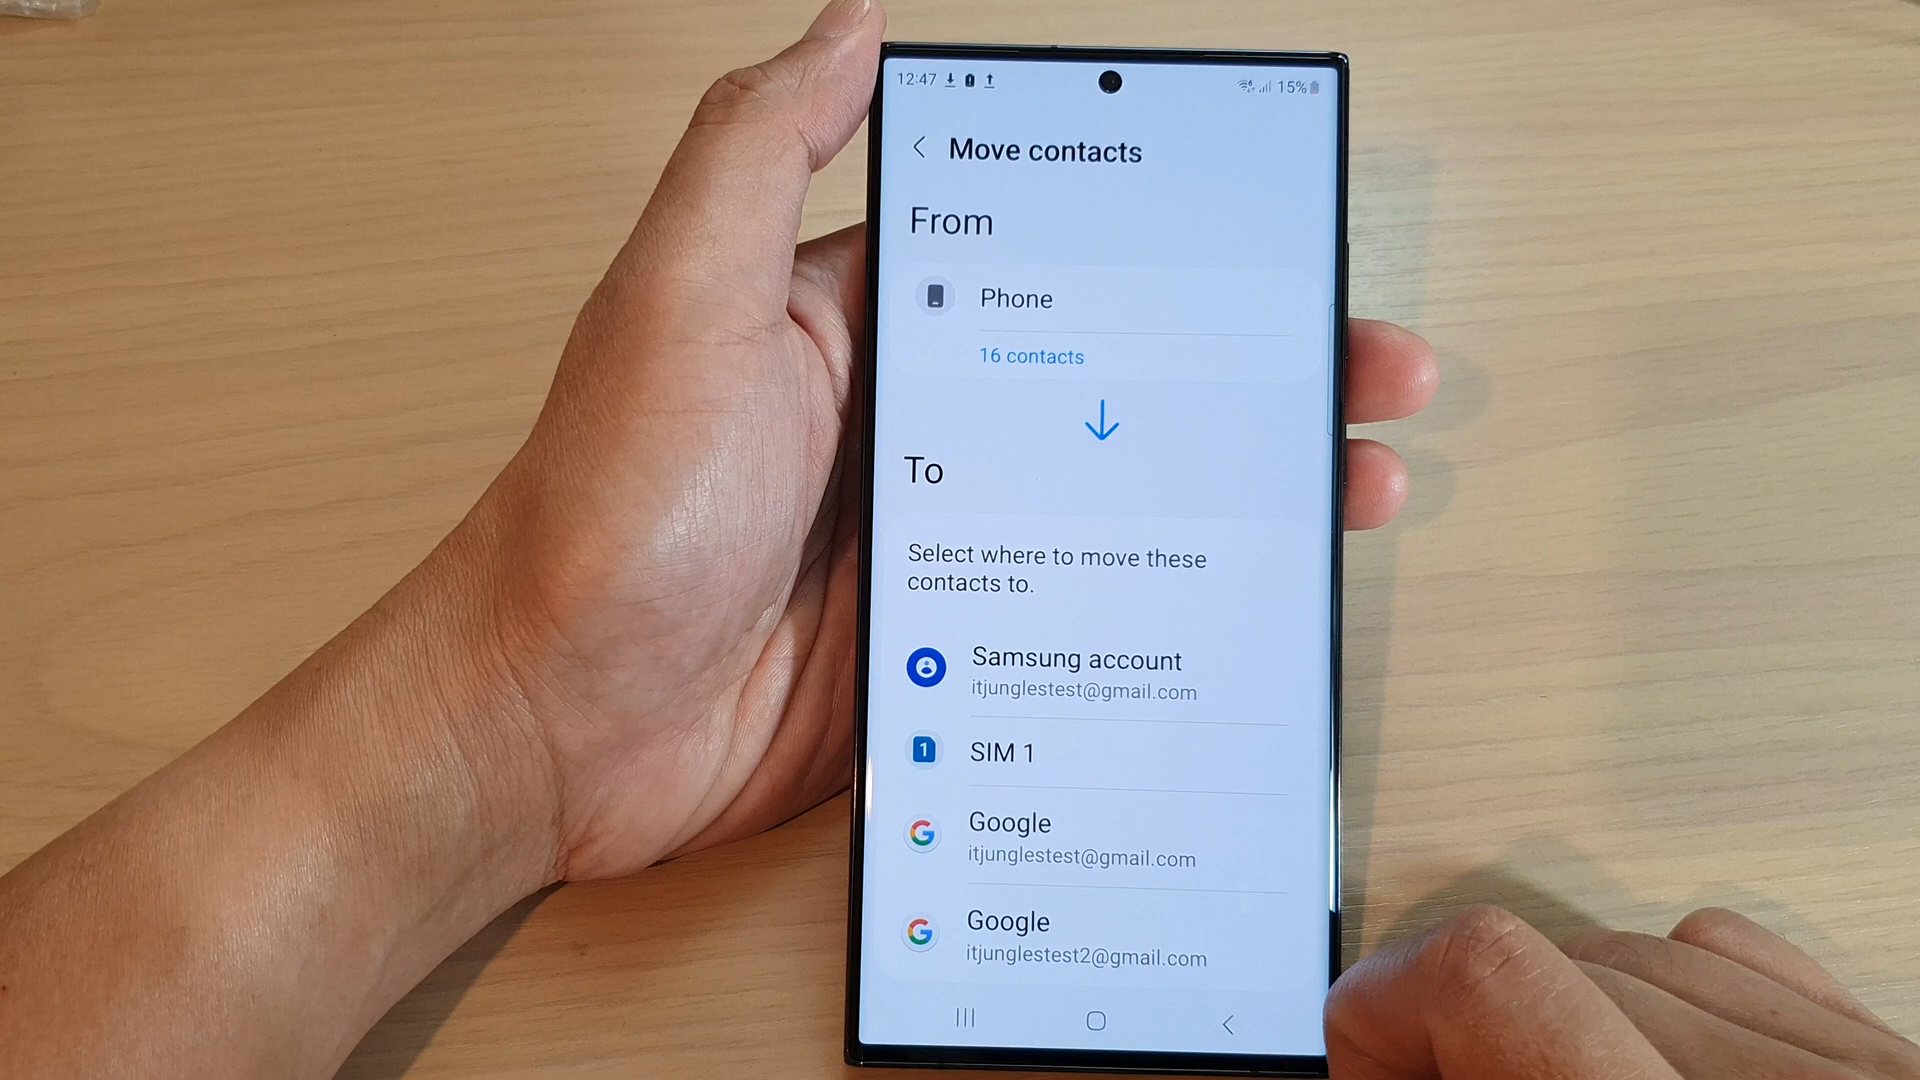 12:47
15%
Move contacts
From
Phone
16 contacts
To
Select where to move these
contacts to.
Samsung account
itjunglestest@gmail.com
1
SIM 1
Google
itjunglestest@gmail.com
Google
itjunglestest2@gmail.com